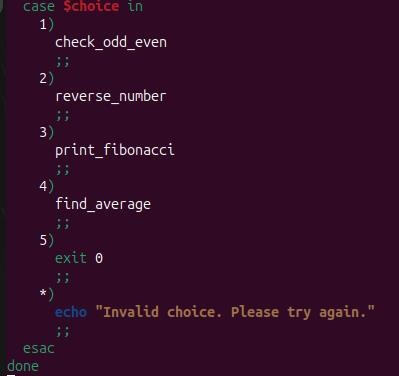 case $choice in
1)
check_odd_even
;;
2)
reverse_number
;;
3)
print_fibonacci
;;
4)
find_average
;;
5)
exit 0
;;
*)
echo "Invalid choice. Please try again."
;;
esac
done